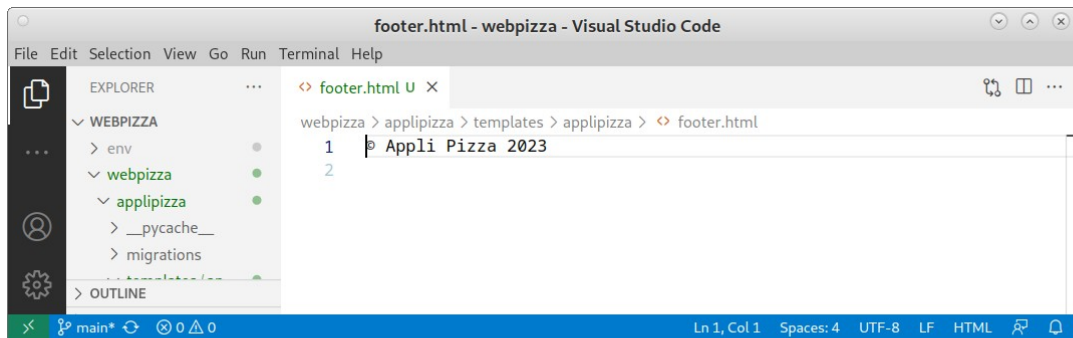 footer.html - webpizza - Visual Studio Code
File Edit Selection View Go Run Terminal Help
EXPLORER ...
<> footer.html U ×
WEBPIZZA
webpizza > applipizza > templates > applipizza > <> footer.html
> env
1 © Appli Pizza 2023
webpizza
2
applipizza
> __pycache__
> migrations
> OUTLINE
main* ⊗ 0 ⚠ 0 Ln 1, Col 1 Spaces: 4 UTF-8 LF HTML